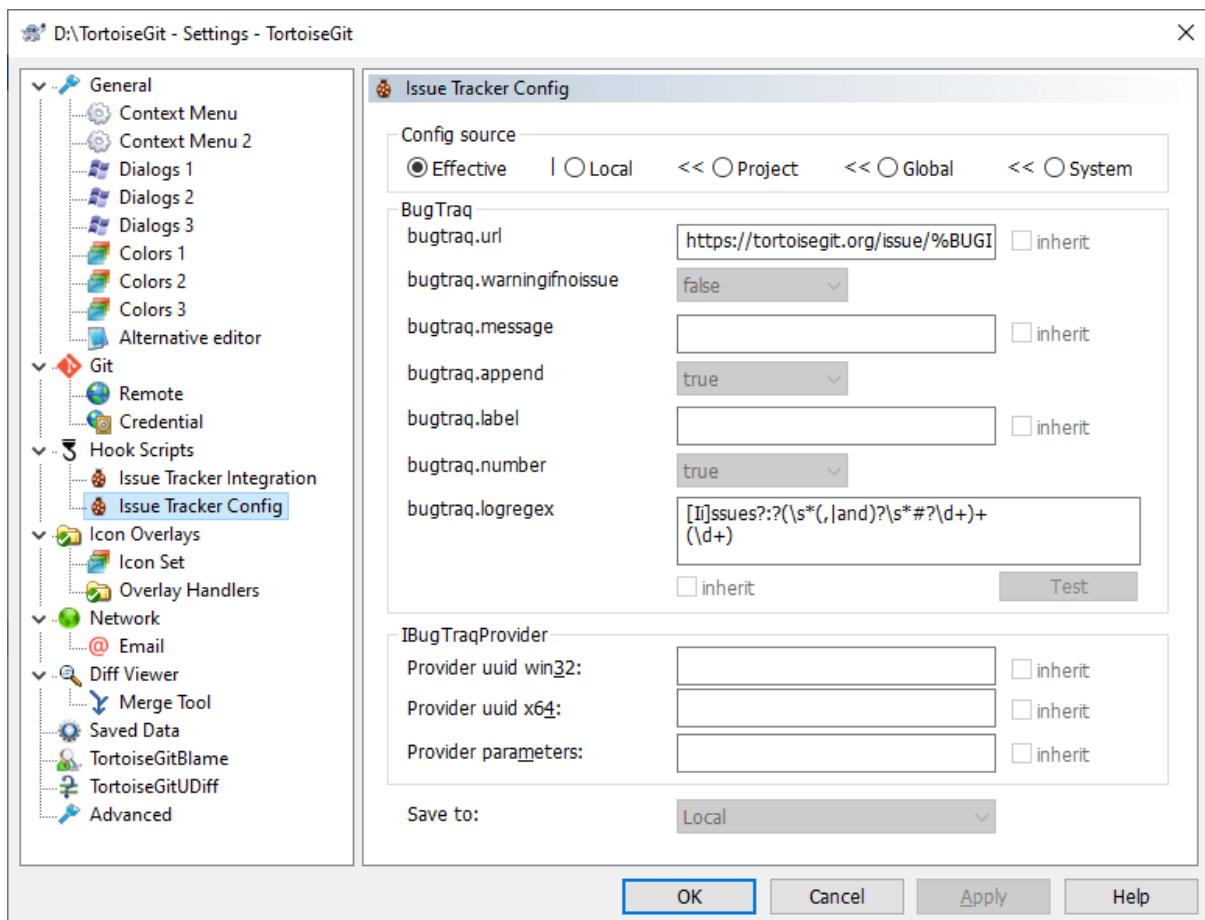 D:\TortoiseGit - Settings - TortoiseGit
General
Context Menu
Context Menu 2
Dialogs 1
Dialogs 2
Dialogs 3
Colors 1
Colors 2
Colors 3
Alternative editor
Git
Remote
Credential
Hook Scripts
Issue Tracker Integration
Issue Tracker Config
Icon Overlays
Icon Set
Overlay Handlers
Network
Email
Diff Viewer
Merge Tool
Saved Data
TortoiseGitBlame
TortoiseGitUDiff
Advanced
Issue Tracker Config
Config source
Effective | Local << Project << Global << System
BugTraq
bugtraq.url https://tortoisegit.org/issue/%BUGI inherit
bugtraq.warningifnoissue false
bugtraq.message inherit
bugtraq.append true
bugtraq.label inherit
bugtraq.number true
bugtraq.logregex [Ii]ssues?:?(\s*(,|and)?\s*#?\d+)+
(\d+)
inherit Test
IBugTraqProvider
Provider uuid win32: inherit
Provider uuid x64: inherit
Provider parameters: inherit
Save to: Local
OK Cancel Apply Help